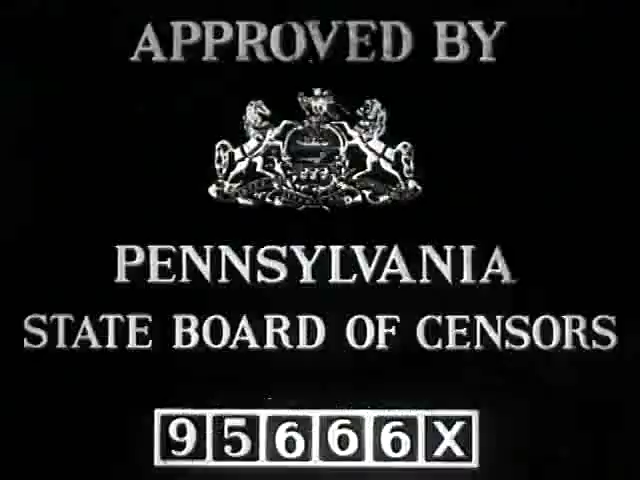 APPROVED BY
PENNSYLVANIA
STATE BOARD OF CENSORS
95666X